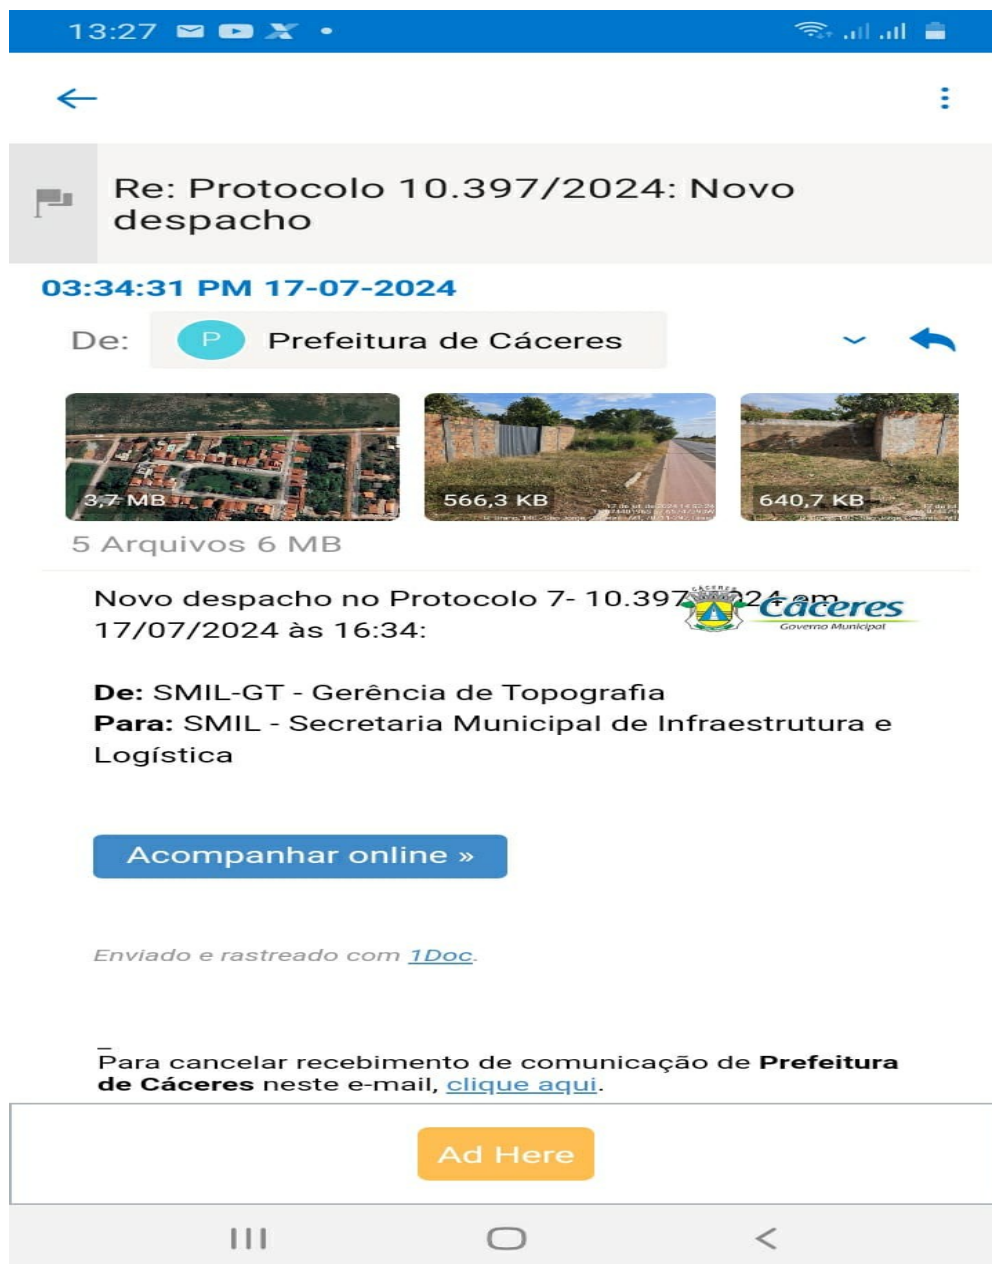 13:27
Re: Protocolo 10.397/2024: Novo
despacho
03:34:31 PM 17-07-2024
De: P Prefeitura de Cáceres
3,7 MB
566,3 KB
640,7 KB
5 Arquivos 6 MB
Novo despacho no Protocolo 7- 10.397 2024 em
17/07/2024 às 16:34:
CÁCERES
Cáceres
Governo Municipal
De: SMIL-GT - Gerência de Topografia
Para: SMIL - Secretaria Municipal de Infraestrutura e
Logística
Acompanhar online »
Enviado e rastreado com 1Doc.
_
Para cancelar recebimento de comunicação de Prefeitura
de Cáceres neste e-mail, clique aqui.
Ad Here